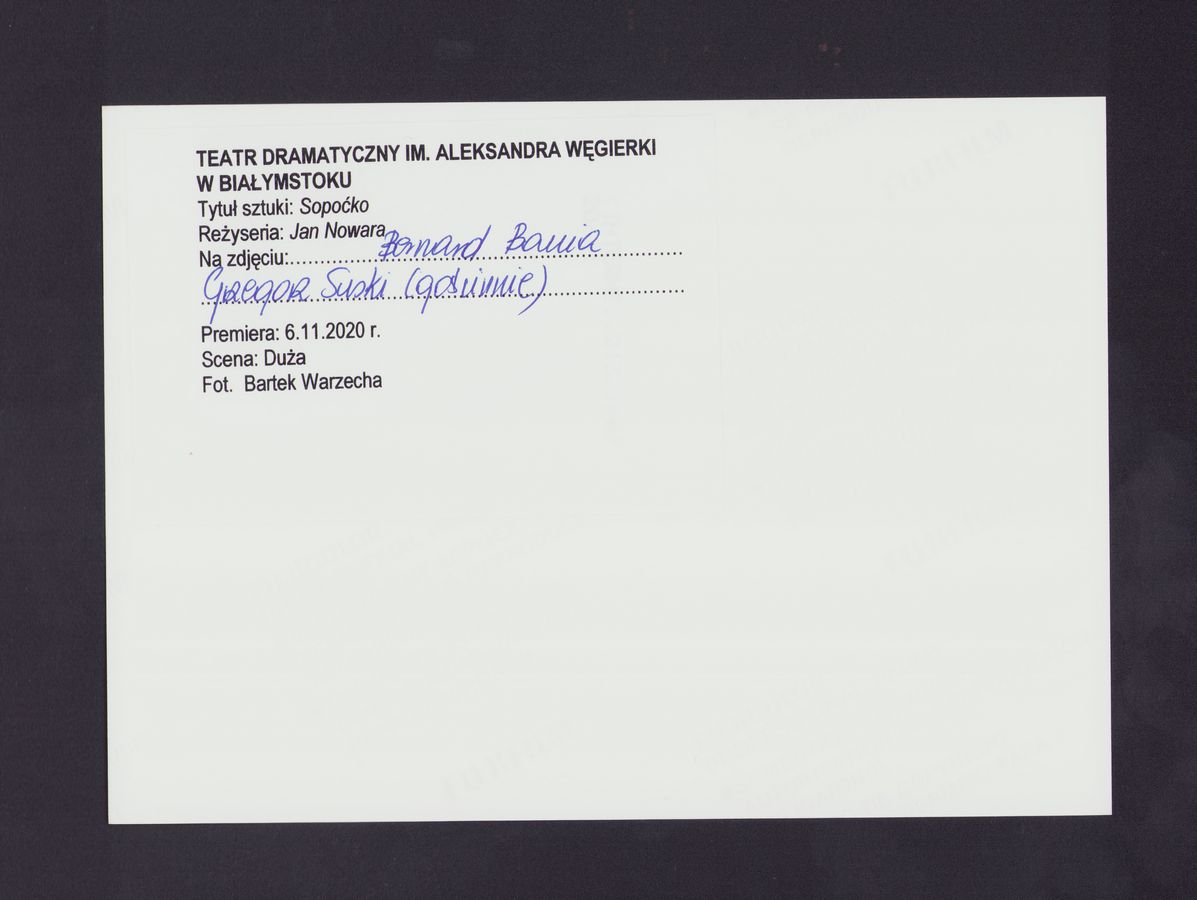 TEATR DRAMATYCZNY IM. ALEKSANDRA WĘGIERKI
W BIAŁYMSTOKU
Tytuł sztuki: Sopoćko
Reżyseria: Jan Nowara
Na zdjęciu: Bernard Bania
Grzegorz Suski (gościnnie)
Premiera: 6.11.2020 r.
Scena: Duża
Fot. Bartek Warzecha